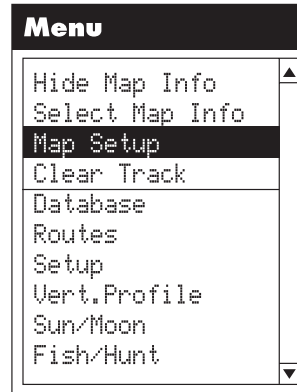 Menu
Hide Map Info
Select Map Info
Map Setup
Clear Track
Database
Routes
Setup
Vert.Profile
Sun/Moon
Fish/Hunt